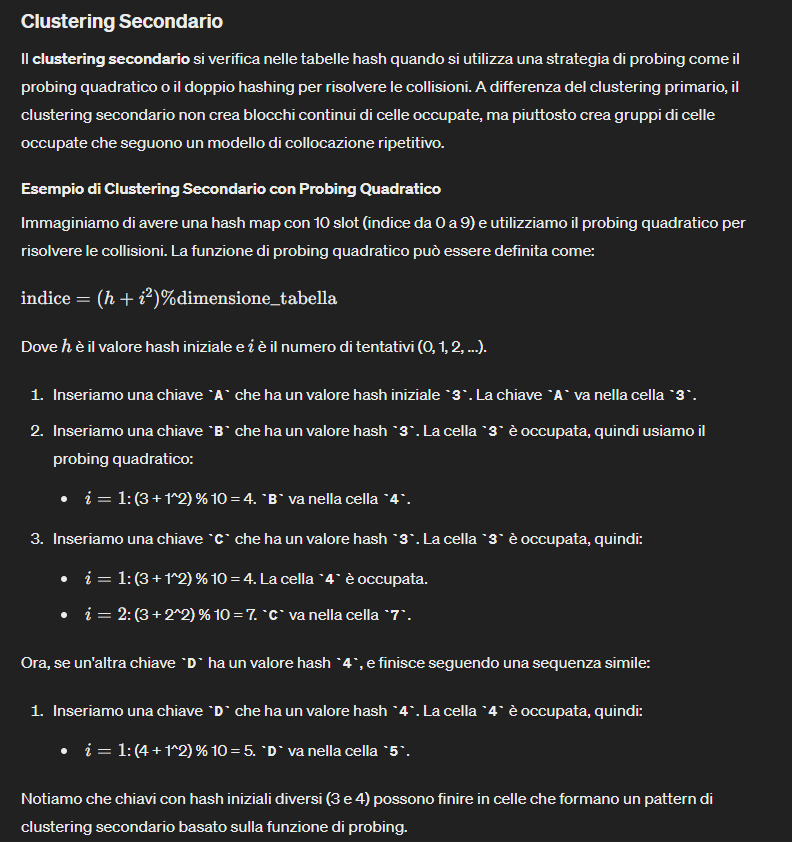 Clustering Secondario
Il clustering secondario si verifica nelle tabelle hash quando si utilizza una strategia di probing come il
probing quadratico o il doppio hashing per risolvere le collisioni. A differenza del clustering primario, il
clustering secondario non crea blocchi continui di celle occupate, ma piuttosto crea gruppi di celle
occupate che seguono un modello di collocazione ripetitivo.
Esempio di Clustering Secondario con Probing Quadratico
Immaginiamo di avere una hash map con 10 slot (indice da 0 a 9) e utilizziamo il probing quadratico per
risolvere le collisioni. La funzione di probing quadratico può essere definita come:
indice = (h + i²)%dimensione_tabella
Dove h è il valore hash iniziale e i è il numero di tentativi (0, 1, 2, ...).
1. Inseriamo una chiave `A` che ha un valore hash iniziale `3`. La chiave `A` va nella cella `3`.
2. Inseriamo una chiave `B` che ha un valore hash `3`. La cella `3` è occupata, quindi usiamo il
probing quadratico:
• i = 1: (3 + 1^2) % 10 = 4. `B` va nella cella `4`.
3. Inseriamo una chiave `C` che ha un valore hash `3`. La cella `3` è occupata, quindi:
• i = 1: (3 + 1^2) % 10 = 4. La cella `4` è occupata.
• i = 2: (3 + 2^2) % 10 = 7. `C` va nella cella `7`.
Ora, se un'altra chiave `D` ha un valore hash `4`, e finisce seguendo una sequenza simile:
1. Inseriamo una chiave `D` che ha un valore hash `4`. La cella `4` è occupata, quindi:
• i = 1: (4 + 1^2) % 10 = 5. `D` va nella cella `5`.
Notiamo che chiavi con hash iniziali diversi (3 e 4) possono finire in celle che formano un pattern di
clustering secondario basato sulla funzione di probing.